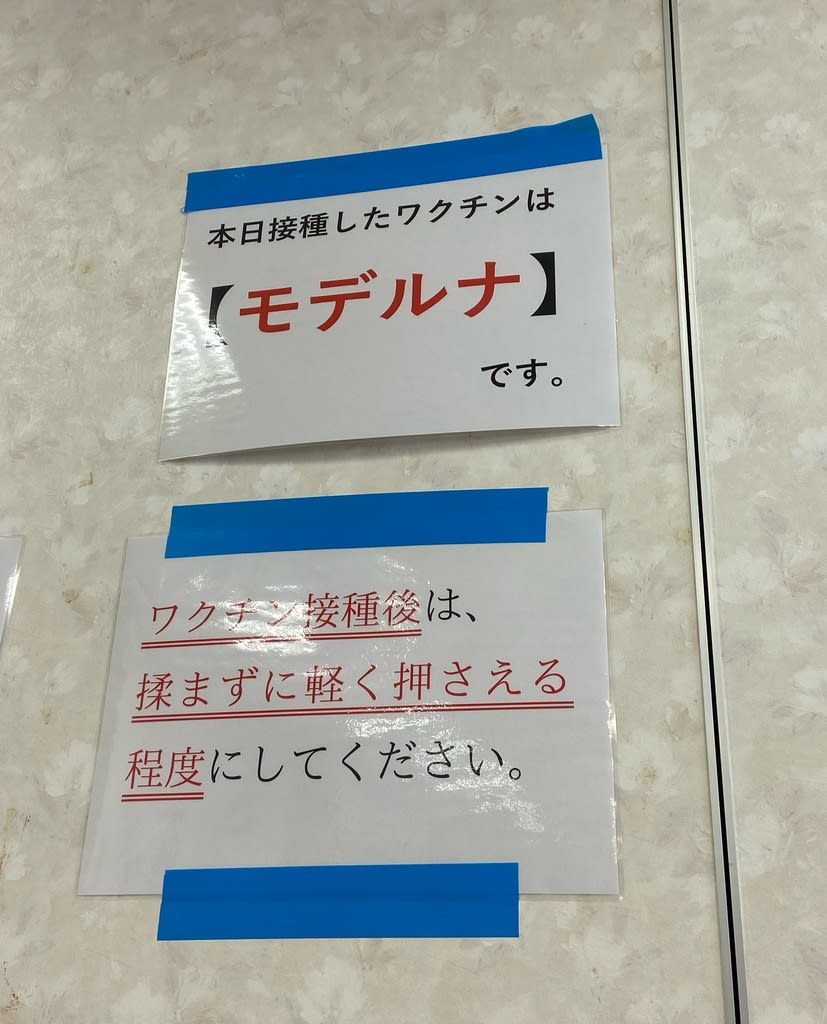 本日接種したワクチンは
【モデルナ】
です。
ワクチン接種後は、
揉まずに軽く押さえる
程度にしてください。